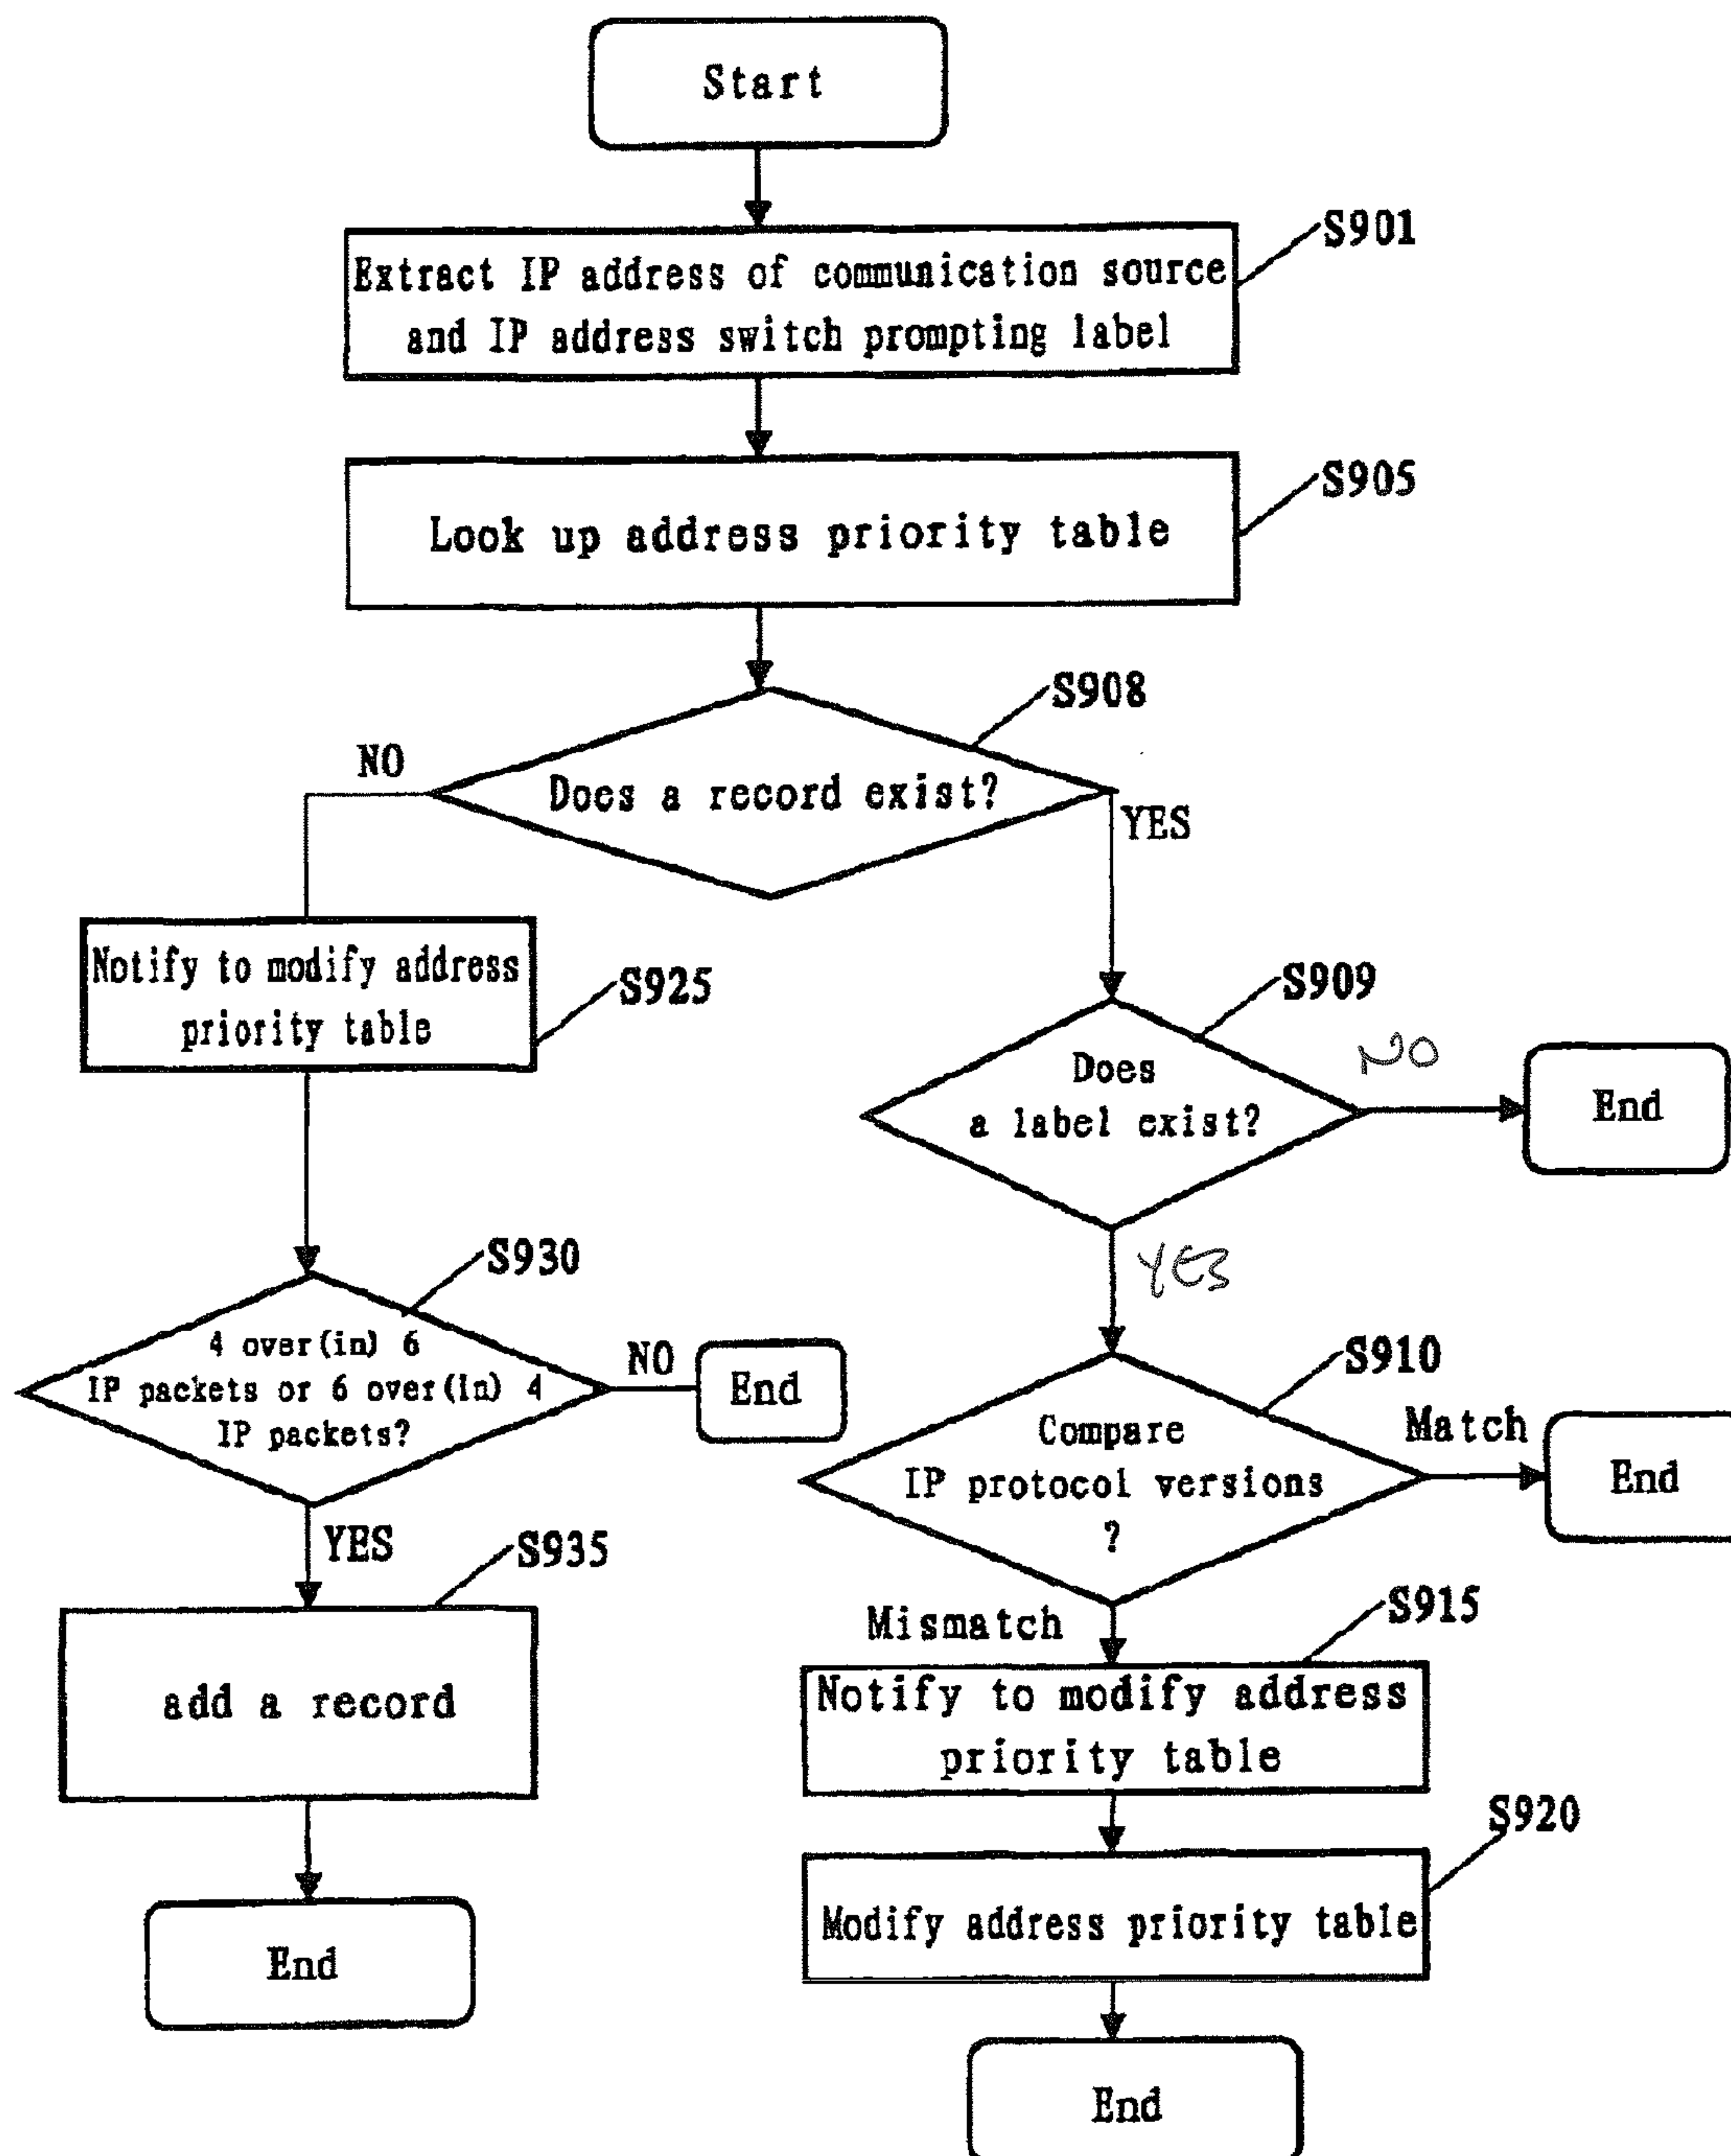 Start
S901
Extract IP address of communication source
and IP address switch prompting label
S905
Look up address priority table
S908
Does a record exist?
NO
YES
Notify to modify address
priority table
S925
S909
Does
a label exist?
NO
End
YES
S930
4 over(in) 6
IP packets or 6 over(in) 4
IP packets?
NO
End
YES
S910
Compare
IP protocol versions
?
Match
End
Mismatch
S935
add a record
End
S915
Notify to modify address
priority table
S920
Modify address priority table
End